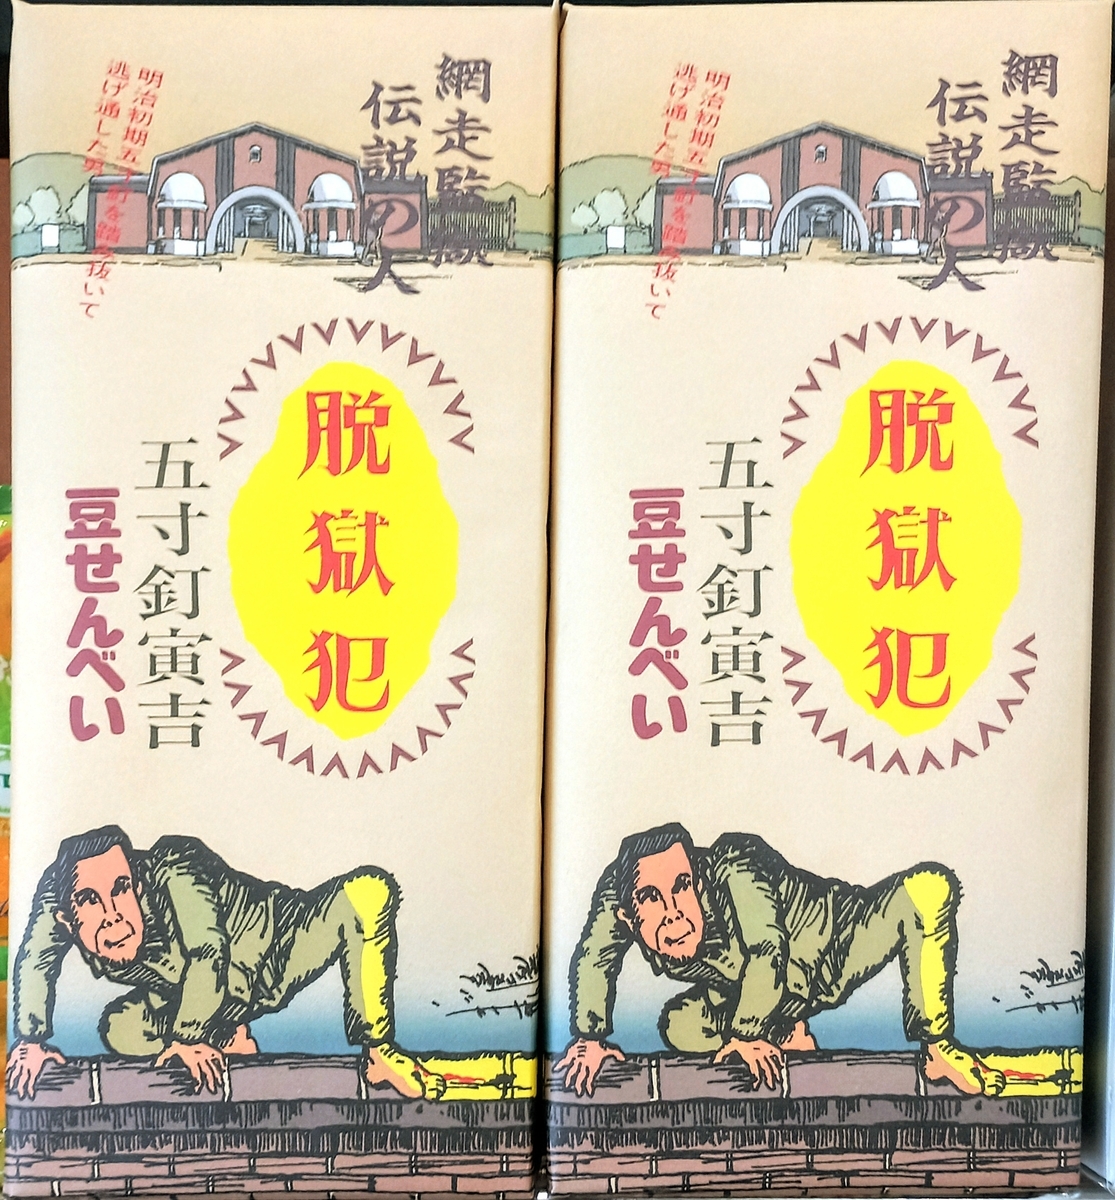 網走監獄
伝説の人
明治初期五寸釘を踏み抜いて
逃げ通した男
脱獄犯
五寸釘寅吉
豆せんべい
網走監獄
伝説の人
明治初期五寸釘を踏み抜いて
逃げ通した男
脱獄犯
五寸釘寅吉
豆せんべい